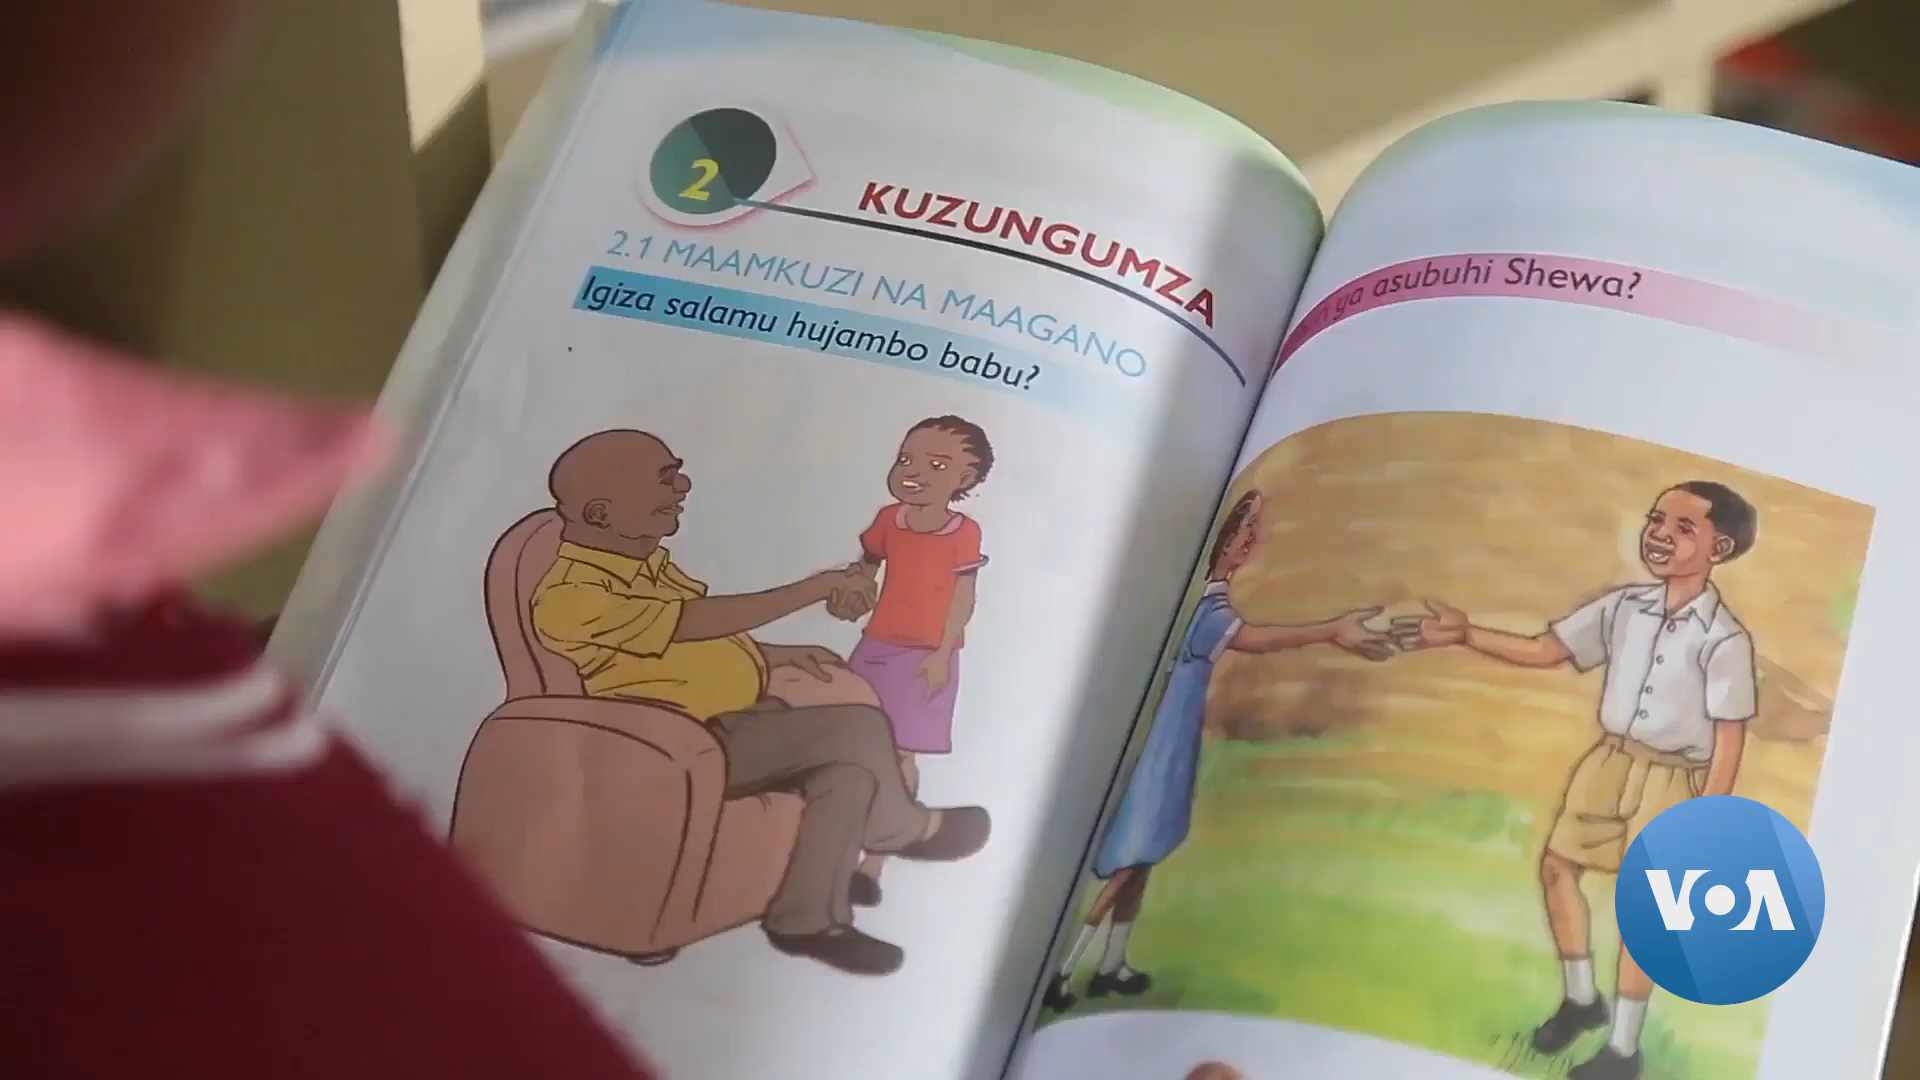 2
KUZUNGUMZA
2.1 MAAMKUZI NA MAAGANO
Igiza salamu hujambo babu?
ya asubuhi Shewa?
VOA